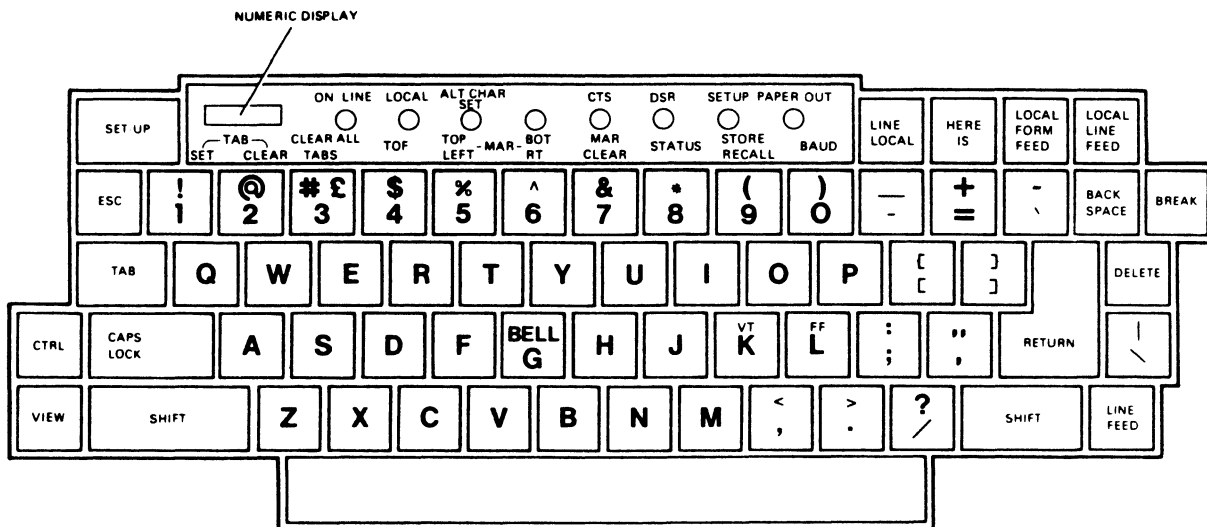 NUMERIC DISPLAY
SET UP
ON LINE LOCAL ALT CHAR SET CTS DSR SETUP PAPER OUT
TAB SET CLEAR CLEAR ALL TABS TOF TOP LEFT -MAR- BOT RT MAR CLEAR STATUS STORE RECALL BAUD
LINE LOCAL HERE IS LOCAL FORM FEED LOCAL LINE FEED
ESC ! 1 @ 2 # £ 3 $ 4 % 5 ^ 6 & 7 * 8 ( 9 ) 0 — - + = - ` BACK SPACE BREAK
TAB Q W E R T Y U I O P [ [ ] ] DELETE
CTRL CAPS LOCK A S D F BELL G H J VT K FF L : ; " , RETURN | \
VIEW SHIFT Z X C V B N M < , > . ? / SHIFT LINE FEED